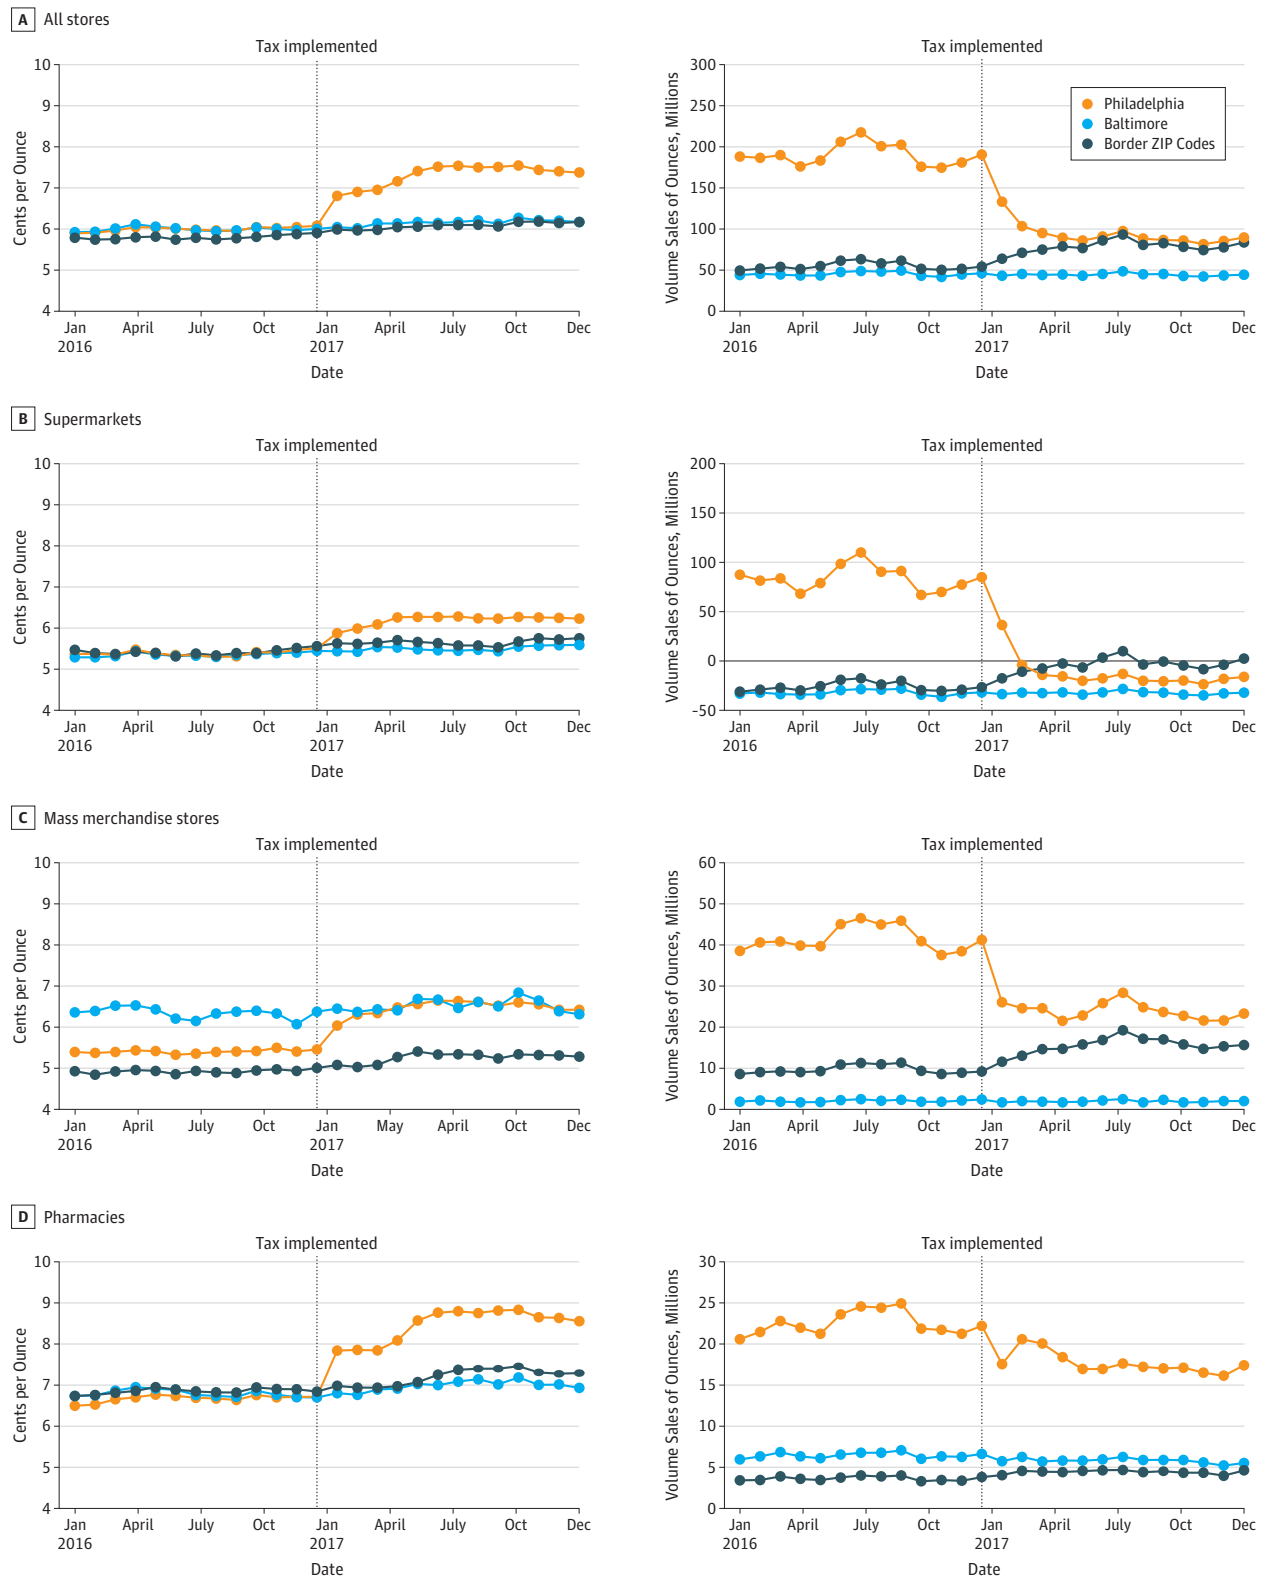 A All stores
Tax implemented
10
9
8
7
6
5
4
Cents per Ounce
Jan April July Oct Jan April July Oct Dec
2016 2017
Date
Tax implemented
300
250
200
150
100
50
0
Volume Sales of Ounces, Millions
Philadelphia
Baltimore
Border ZIP Codes
Jan April July Oct Jan April July Oct Dec
2016 2017
Date
B Supermarkets
Tax implemented
10
9
8
7
6
5
4
Cents per Ounce
Jan April July Oct Jan April July Oct Dec
2016 2017
Date
Tax implemented
200
150
100
50
0
-50
Volume Sales of Ounces, Millions
Jan April July Oct Jan April July Oct Dec
2016 2017
Date
C Mass merchandise stores
Tax implemented
10
9
8
7
6
5
4
Cents per Ounce
Jan April July Oct Jan May April Oct Dec
2016 2017
Date
Tax implemented
60
50
40
30
20
10
0
Volume Sales of Ounces, Millions
Jan April July Oct Jan April July Oct Dec
2016 2017
Date
D Pharmacies
Tax implemented
10
9
8
7
6
5
4
Cents per Ounce
Jan April July Oct Jan April July Oct Dec
2016 2017
Date
Tax implemented
30
25
20
15
10
5
0
Volume Sales of Ounces, Millions
Jan April July Oct Jan April July Oct Dec
2016 2017
Date